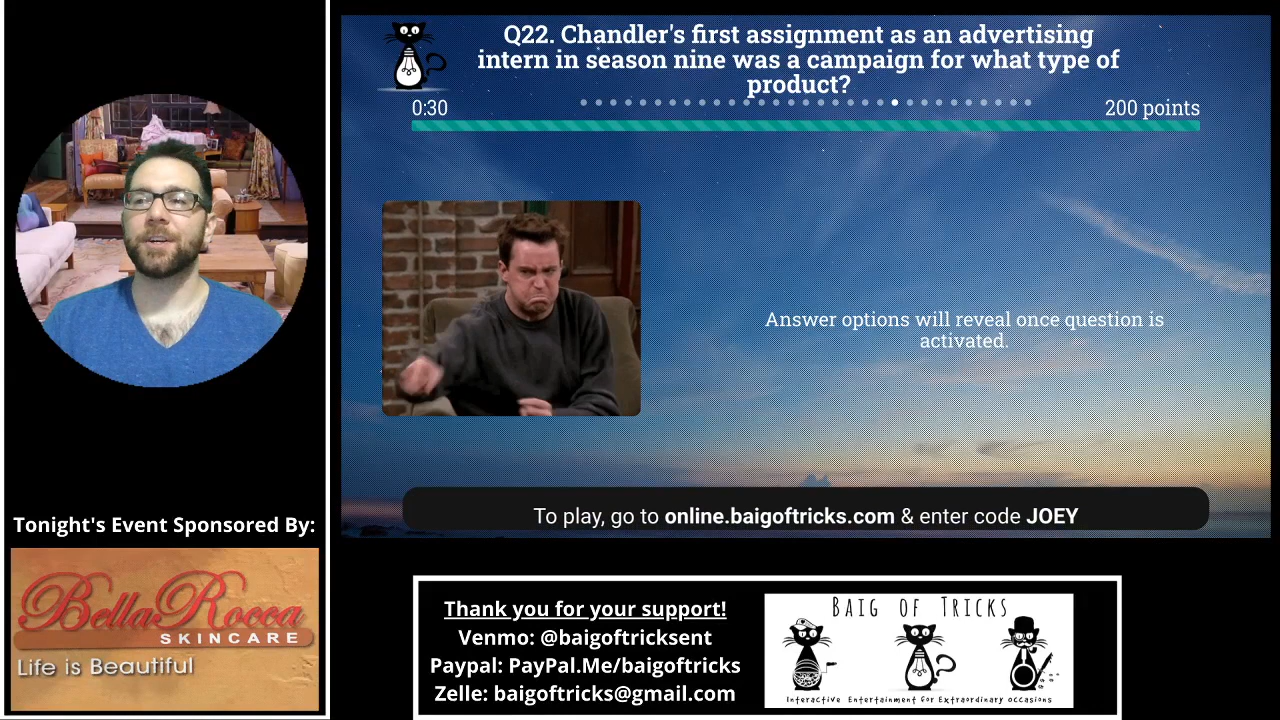 Q22. Chandler's first assignment as an advertising
intern in season nine was a campaign for what type of
product?
0:30
200 points
Answer options will reveal once question is
activated.
To play, go to online.baigoftricks.com & enter code JOEY
Tonight's Event Sponsored By:
BellaRocca
SKINCARE
Life is Beautiful
Thank you for your support!
Venmo: @baigoftricksent
Paypal: PayPal.Me/baigoftricks
Zelle: baigoftricks@gmail.com
BAIG OF TRICKS
Interactive Entertainment for Extraordinary Occasions